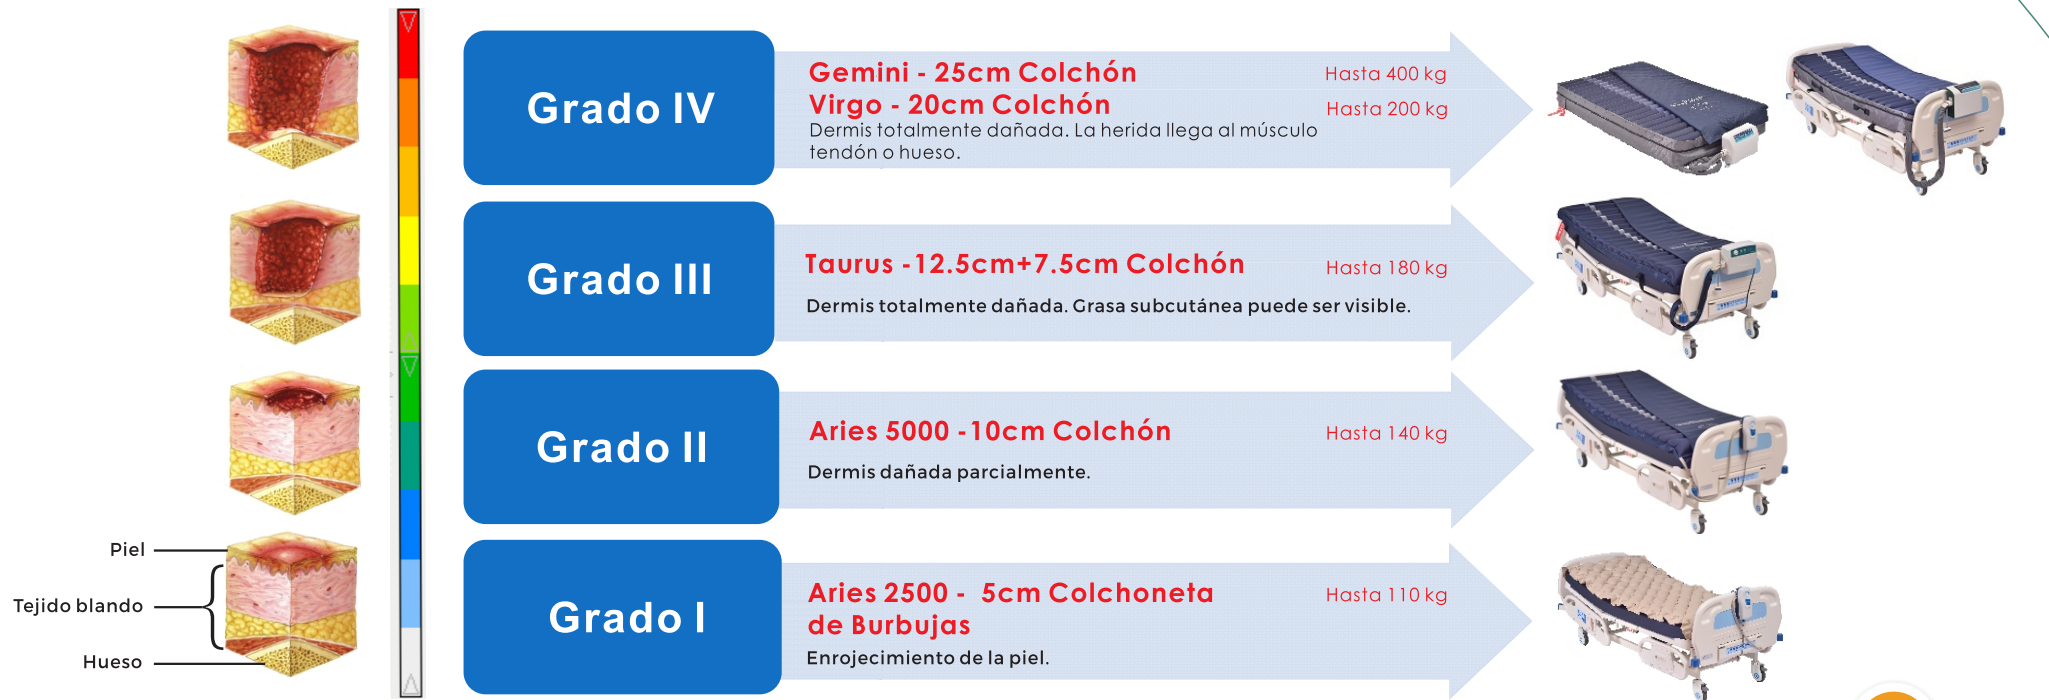 Grado IV
Gemini - 25cm Colchón
Hasta 400 kg
Virgo - 20cm Colchón
Hasta 200 kg
Dermis totalmente dañada. La herida llega al músculo
tendón o hueso.
Grado III
Taurus -12.5cm+7.5cm Colchón
Hasta 180 kg
Dermis totalmente dañada. Grasa subcutánea puede ser visible.
Grado II
Aries 5000 -10cm Colchón
Hasta 140 kg
Dermis dañada parcialmente.
Piel
Tejido blando
Hueso
Grado I
Aries 2500 -  5cm Colchoneta
Hasta 110 kg
de Burbujas
Enrojecimiento de la piel.